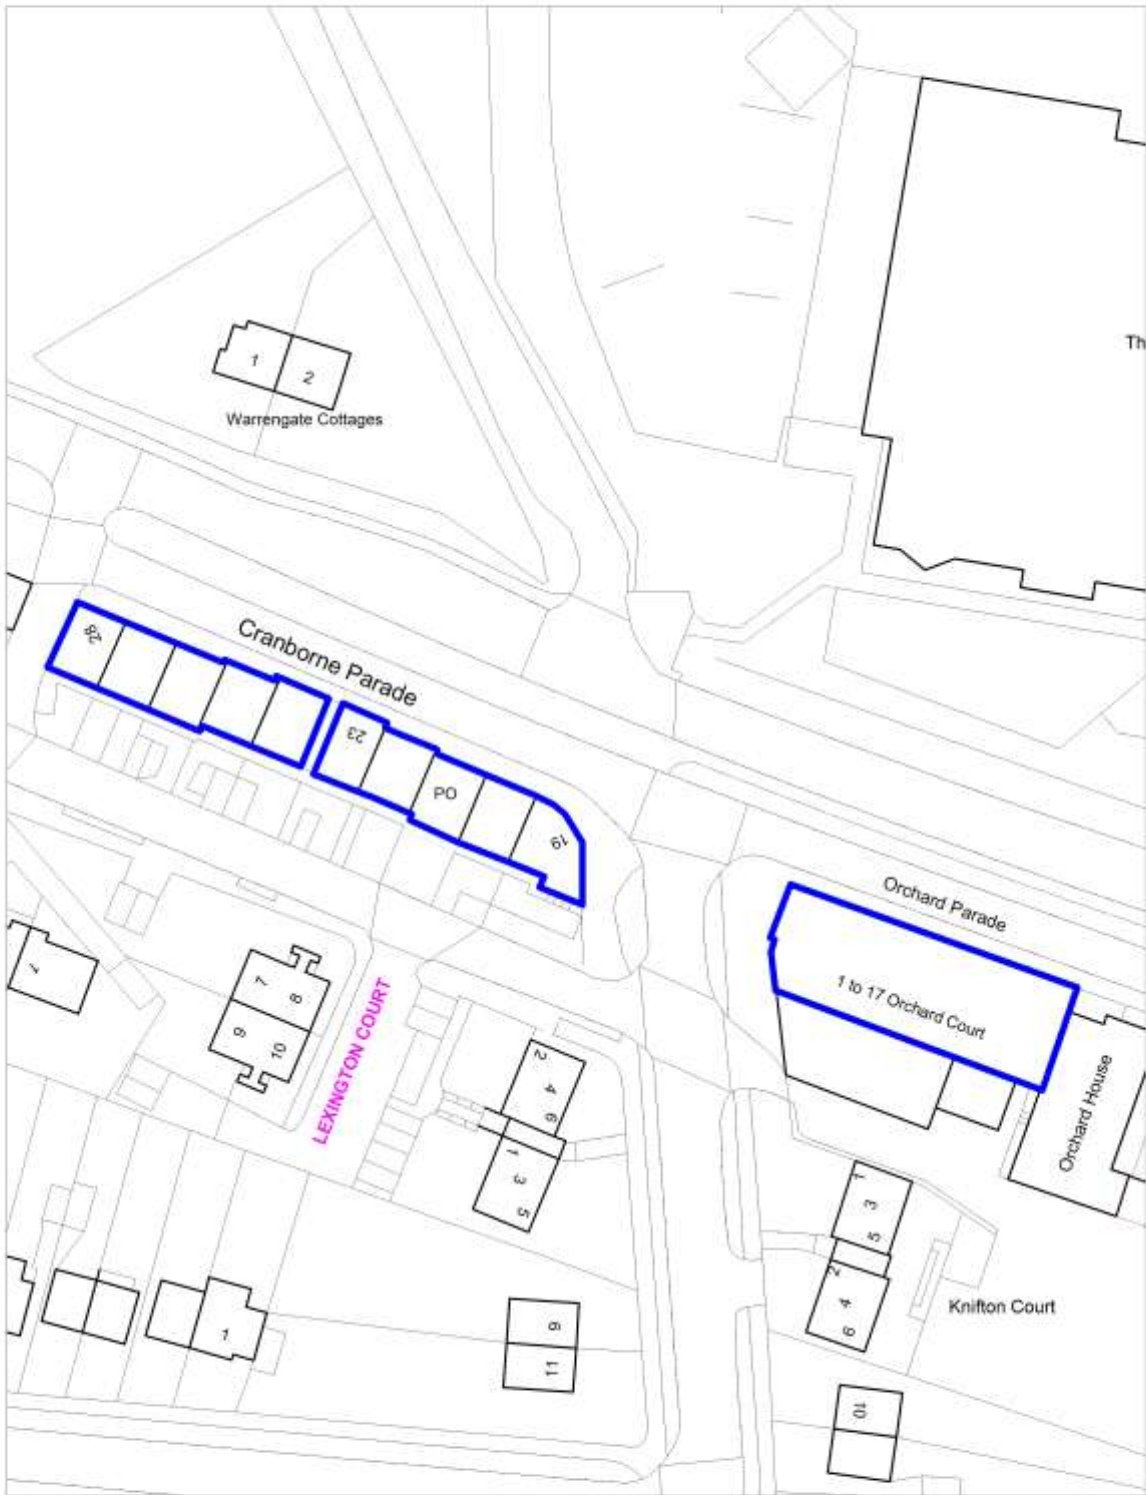 Th
1
2
Warrengate Cottages
Cranborne Parade
28
23
PO
19
Orchard Parade
1 to 17 Orchard Court
Orchard House
7
7
8
9
10
LEXINGTON COURT
2
4
6
1
3
5
1
3
5
2
4
6
Knifton Court
1
9
11
10